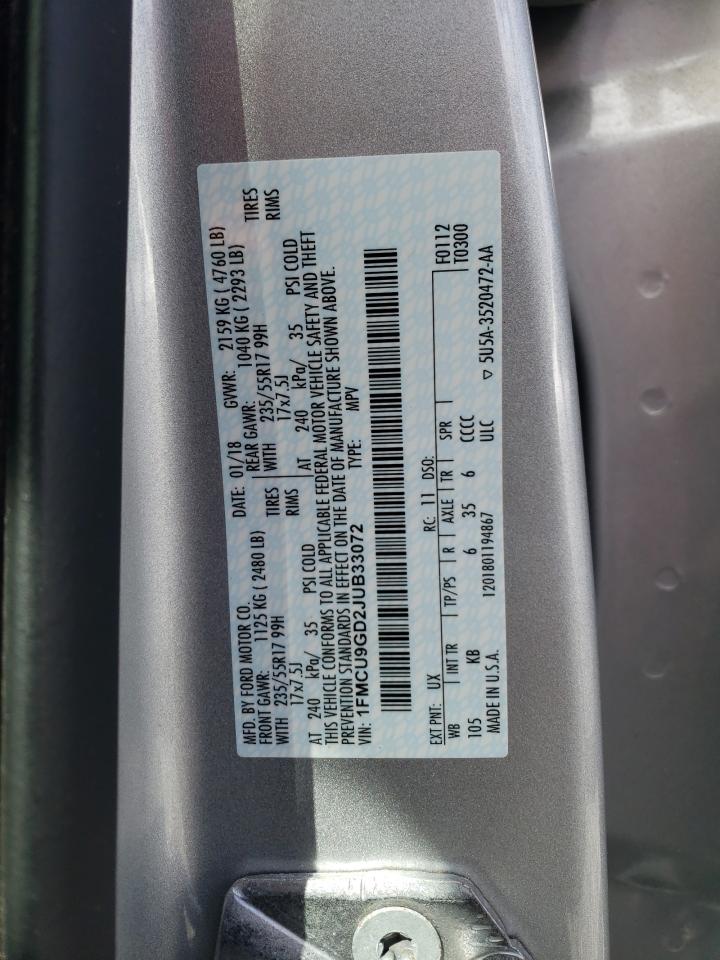 MFD. BY FORD MOTOR CO. DATE: 01/18 GVWR: 2159 KG ( 4760 LB)
FRONT GAWR: 1125 KG ( 2480 LB) REAR GAWR: 1040 KG ( 2293 LB)
WITH 235/55R17 99H TIRES WITH 235/55R17 99H TIRES
17x7.5J RIMS 17x7.5J RIMS
AT 240 kPa/ 35 PSI COLD AT 240 kPa/ 35 PSI COLD
THIS VEHICLE CONFORMS TO ALL APPLICABLE FEDERAL MOTOR VEHICLE SAFETY AND THEFT
PREVENTION STANDARDS IN EFFECT ON THE DATE OF MANUFACTURE SHOWN ABOVE.
VIN: 1FMCU9GD2JUB33072 TYPE: MPV
EXT PNT: UX RC: 11 DSO: F0112
WB INT TR TP/PS R AXLE TR SPR T0300
105 KB 6 35 6 CCCC
ULC
MADE IN U.S.A. 1201801194867 ▽ 5U5A-3520472-AA